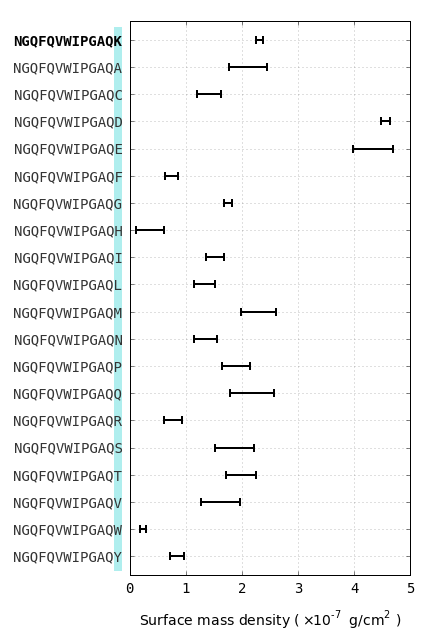 NGQFQVWIPGAQK
NGQFQVWIPGAQA
NGQFQVWIPGAQC
NGQFQVWIPGAQD
NGQFQVWIPGAQE
NGQFQVWIPGAQF
NGQFQVWIPGAQG
NGQFQVWIPGAQH
NGQFQVWIPGAQI
NGQFQVWIPGAQL
NGQFQVWIPGAQM
NGQFQVWIPGAQN
NGQFQVWIPGAQP
NGQFQVWIPGAQQ
NGQFQVWIPGAQR
NGQFQVWIPGAQS
NGQFQVWIPGAQT
NGQFQVWIPGAQV
NGQFQVWIPGAQW
NGQFQVWIPGAQY
0 1 2 3 4 5
Surface mass density ( ×10⁻⁷ g/cm² )